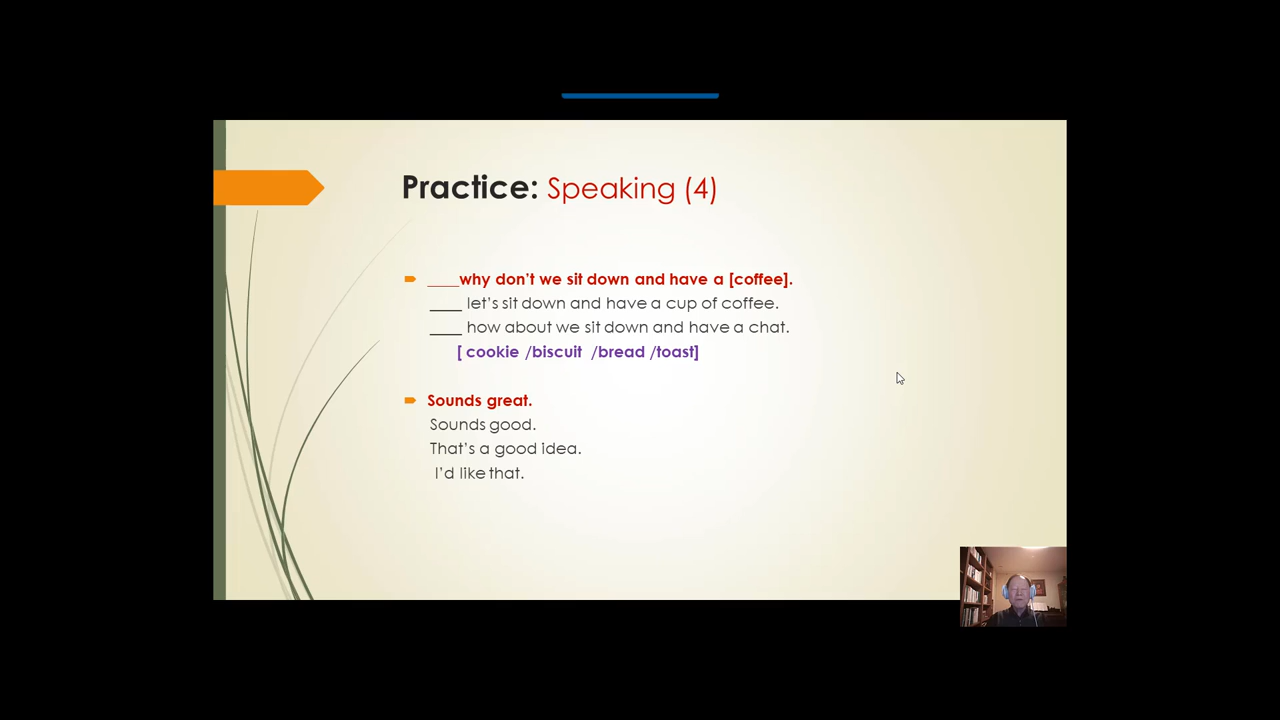 Practice: Speaking (4)
____why don't we sit down and have a [coffee].
____ let's sit down and have a cup of coffee.
____ how about we sit down and have a chat.
[ cookie /biscuit /bread /toast]
Sounds great.
Sounds good.
That's a good idea.
I'd like that.